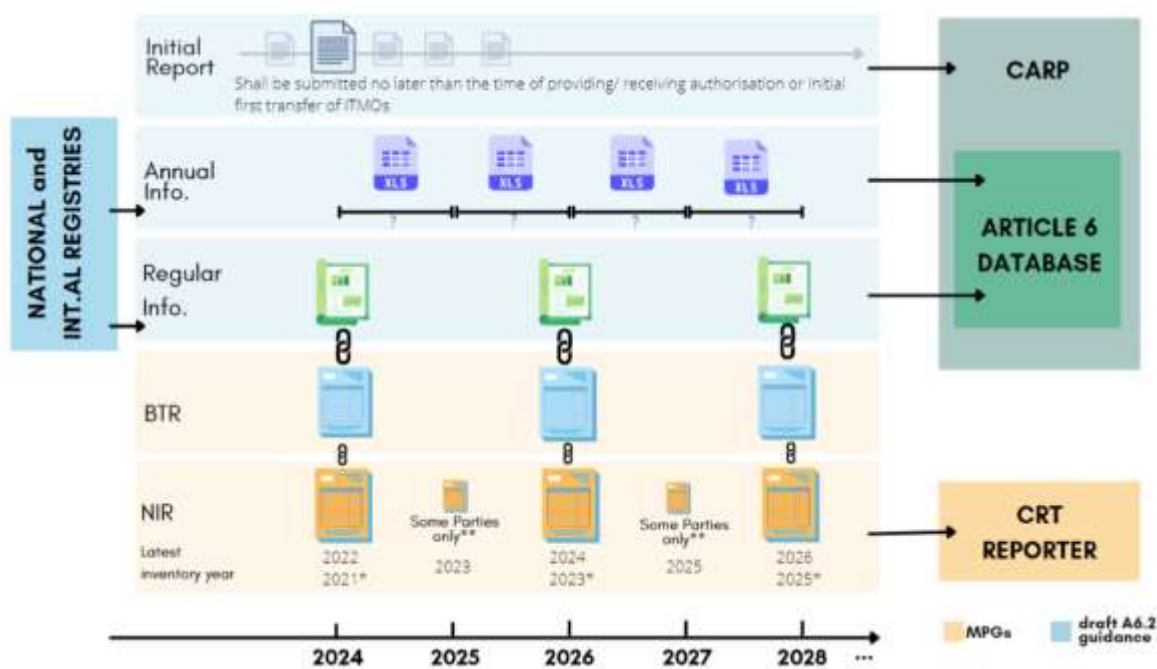 Initial
Report
Shall be submitted no later than the time of providing/ receiving authorisation or initial
first transfer of ITMOs
CARP
NATIONAL and
INT.AL REGISTRIES
Annual
Info.
XLS
XLS
XLS
XLS
?
?
?
?
ARTICLE 6
DATABASE
Regular
Info.
BTR
NIR
Some Parties
only**
Some Parties
only**
Latest
inventory year
2022
2021*
2023
2024
2023*
2025
2026
2025*
CRT
REPORTER
MPGs
draft A6.2
guidance
2024
2025
2026
2027
2028
...